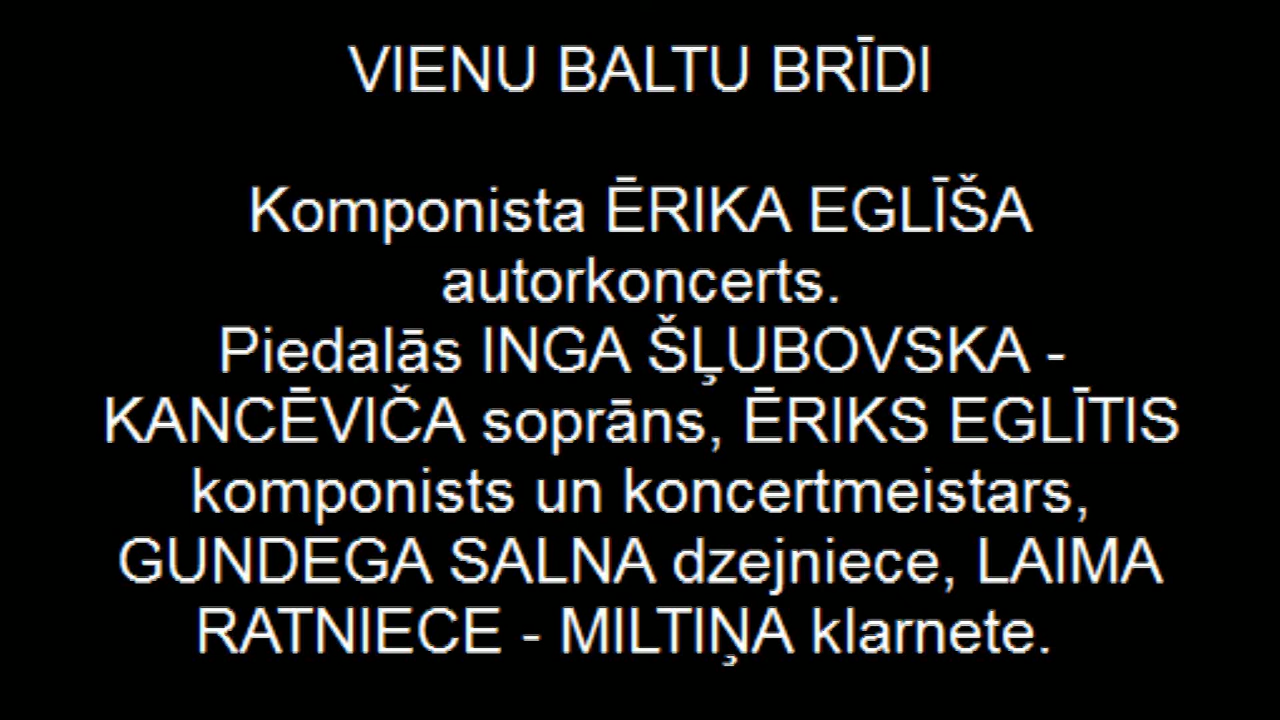 VIENU BALTU BRĪDI
Komponista ĒRIKA EGLĪŠA
autorkoncerts.
Piedalās INGA ŠĻUBOVSKA -
KANCĒVIČA soprāns, ĒRIKS EGLĪTIS
komponists un koncertmeistars,
GUNDEGA SALNA dzejniece, LAIMA
RATNIECE - MILTIŅA klarnete.